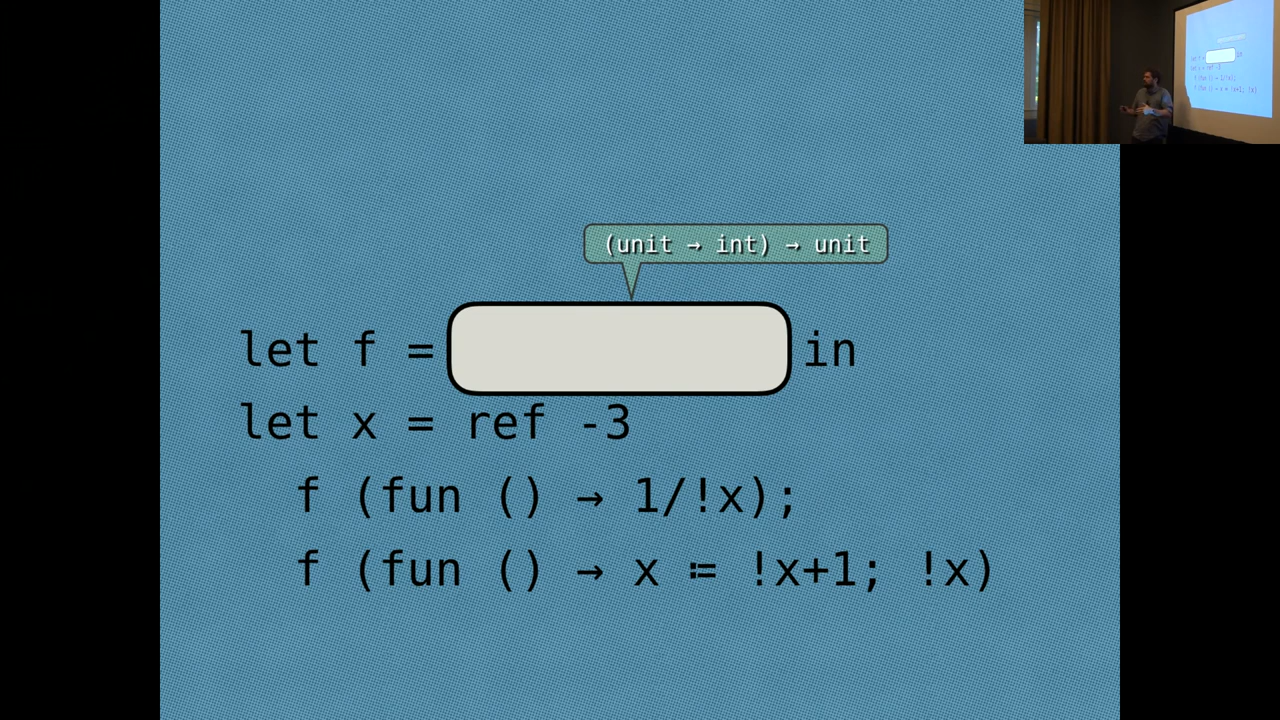 (unit → int) → unit
let f = in
let x = ref -3
f (fun () → 1/!x);
f (fun () → x ≔ !x+1; !x)